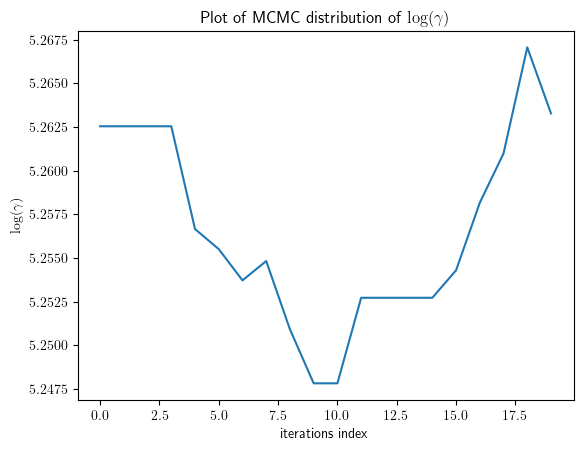 Plot of MCMC distribution of log(γ)
5.2675
5.2650
5.2625
5.2600
5.2575
5.2550
5.2525
5.2500
5.2475
log(γ)
0.0 2.5 5.0 7.5 10.0 12.5 15.0 17.5
iterations index